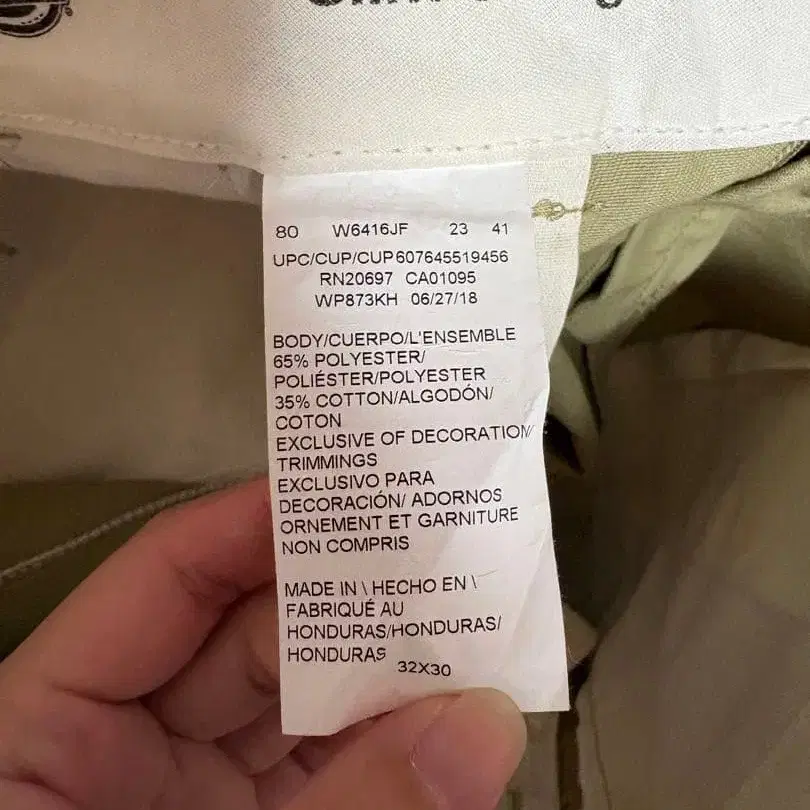 80 W6416JF 23 41
UPC/CUP/CUP607645519456
RN20697 CA01095
WP873KH 06/27/18
BODY/CUERPO/L'ENSEMBLE
65% POLYESTER/
POLIÉSTER/POLYESTER
35% COTTON/ALGODÓN/
COTON
EXCLUSIVE OF DECORATION/
TRIMMINGS
EXCLUSIVO PARA
DECORACIÓN/ ADORNOS
ORNEMENT ET GARNITURE
NON COMPRIS
MADE IN \ HECHO EN \
FABRIQUÉ AU
HONDURAS/HONDURAS/
HONDURAS
32X30